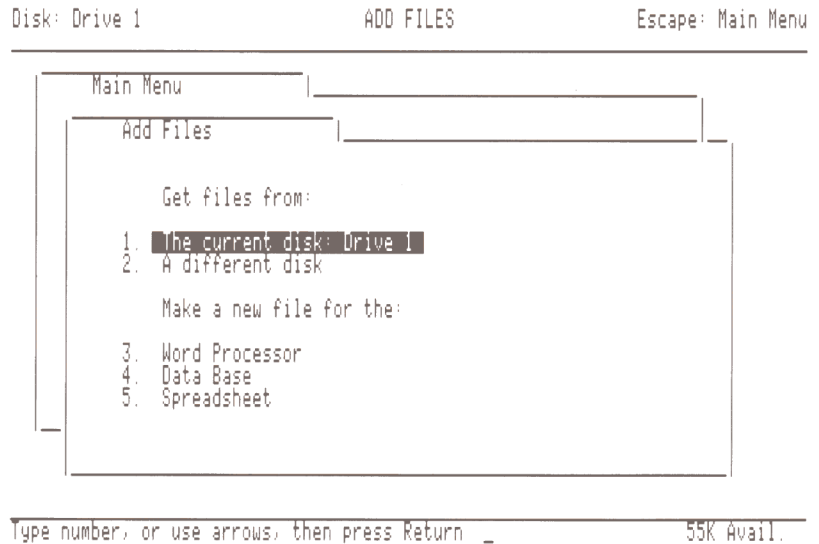 Disk: Drive 1 ADD FILES Escape: Main Menu
Main Menu
Add Files
Get files from:
1. The current disk: Drive 1
2. A different disk
Make a new file for the:
3. Word Processor
4. Data Base
5. Spreadsheet
Type number, or use arrows, then press Return _ 55K Avail.